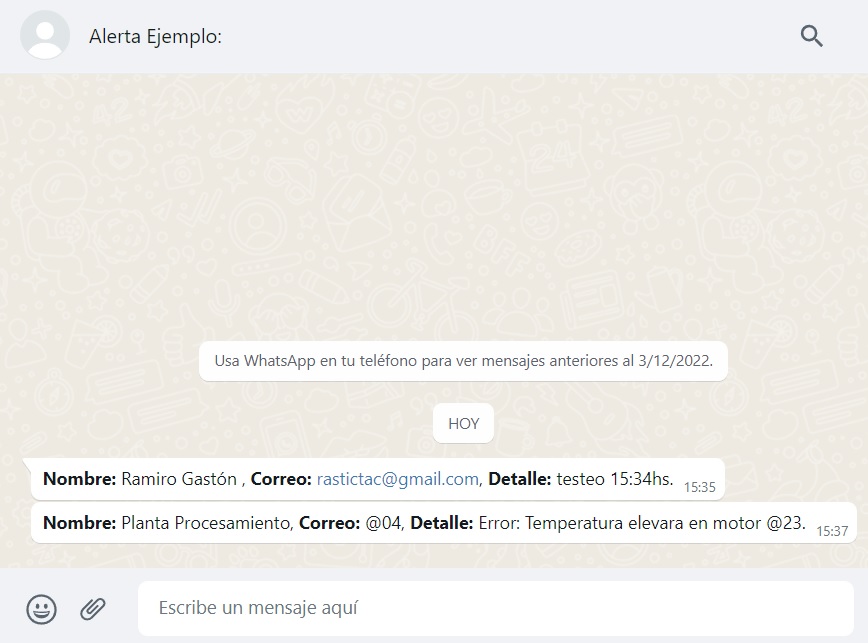 Alerta Ejemplo:
Usa WhatsApp en tu teléfono para ver mensajes anteriores al 3/12/2022.
HOY
Nombre: Ramiro Gastón , Correo: rastictac@gmail.com, Detalle: testeo 15:34hs. 15:35
Nombre: Planta Procesamiento, Correo: @04, Detalle: Error: Temperatura elevara en motor @23. 15:37
Escribe un mensaje aquí